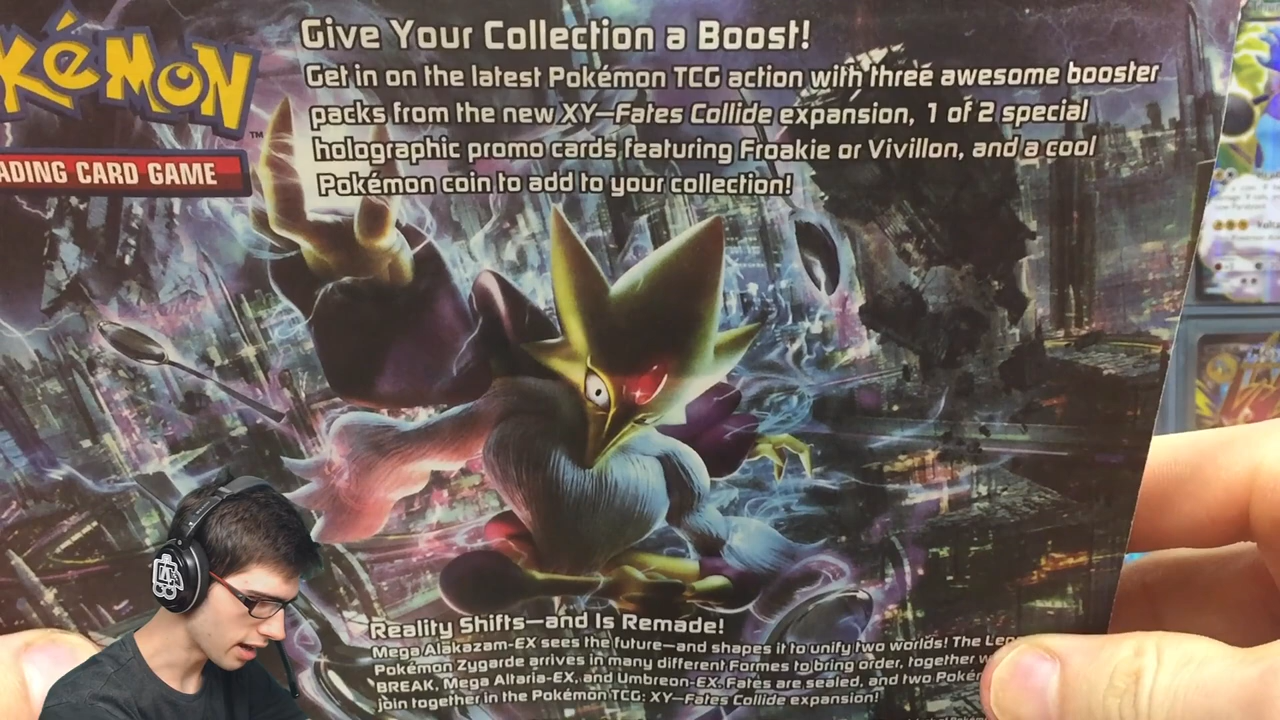 POKéMON
TM
ADING CARD GAME
Give Your Collection a Boost!
Get in on the latest Pokémon TCG action with three awesome booster
packs from the new XY—Fates Collide expansion, 1 of 2 special
holographic promo cards featuring Froakie or Vivillon, and a cool
Pokémon coin to add to your collection!
Reality Shifts—and Is Remade!
Mega Alakazam-EX sees the future—and shapes it to unify two worlds! The
Pokémon Zygarde arrives in many different Formes to bring order, together
BREAK, Mega Altaria-EX, and Umbreon-EX. Fates are sealed, and two
join together in the Pokémon TCG: XY—Fates Collide expansion!